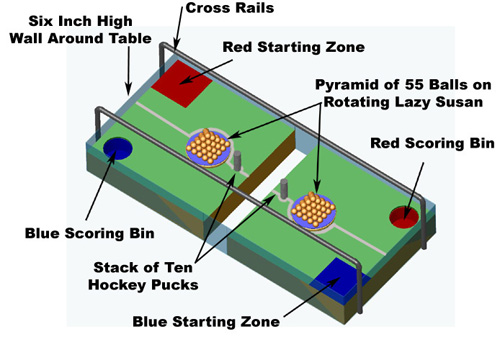 Cross Rails
Six Inch High
Wall Around Table
Red Starting Zone
Pyramid of 55 Balls on
Rotating Lazy Susan
Red Scoring Bin
Blue Scoring Bin
Stack of Ten
Hockey Pucks
Blue Starting Zone